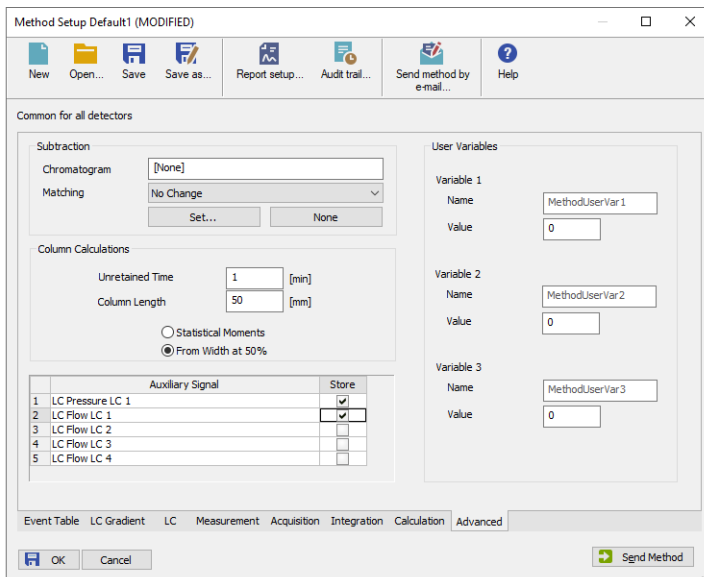 Method Setup Default1 (MODIFIED)
New
Open...
Save
Save as...
Report setup...
Audit trail...
Send method by
e-mail...
?
Help
Common for all detectors
Subtraction
Chromatogram
[None]
Matching
No Change
Set...
None
Column Calculations
Unretained Time
1
[min]
Column Length
50
[mm]
Statistical Moments
From Width at 50%
Auxiliary Signal
Store
1 LC Pressure LC 1
2 LC Flow LC 1
3 LC Flow LC 2
4 LC Flow LC 3
5 LC Flow LC 4
User Variables
Variable 1
Name
MethodUserVar1
Value
0
Variable 2
Name
MethodUserVar2
Value
0
Variable 3
Name
MethodUserVar3
Value
0
Event Table LC Gradient LC Measurement Acquisition Integration Calculation Advanced
OK
Cancel
Send Method